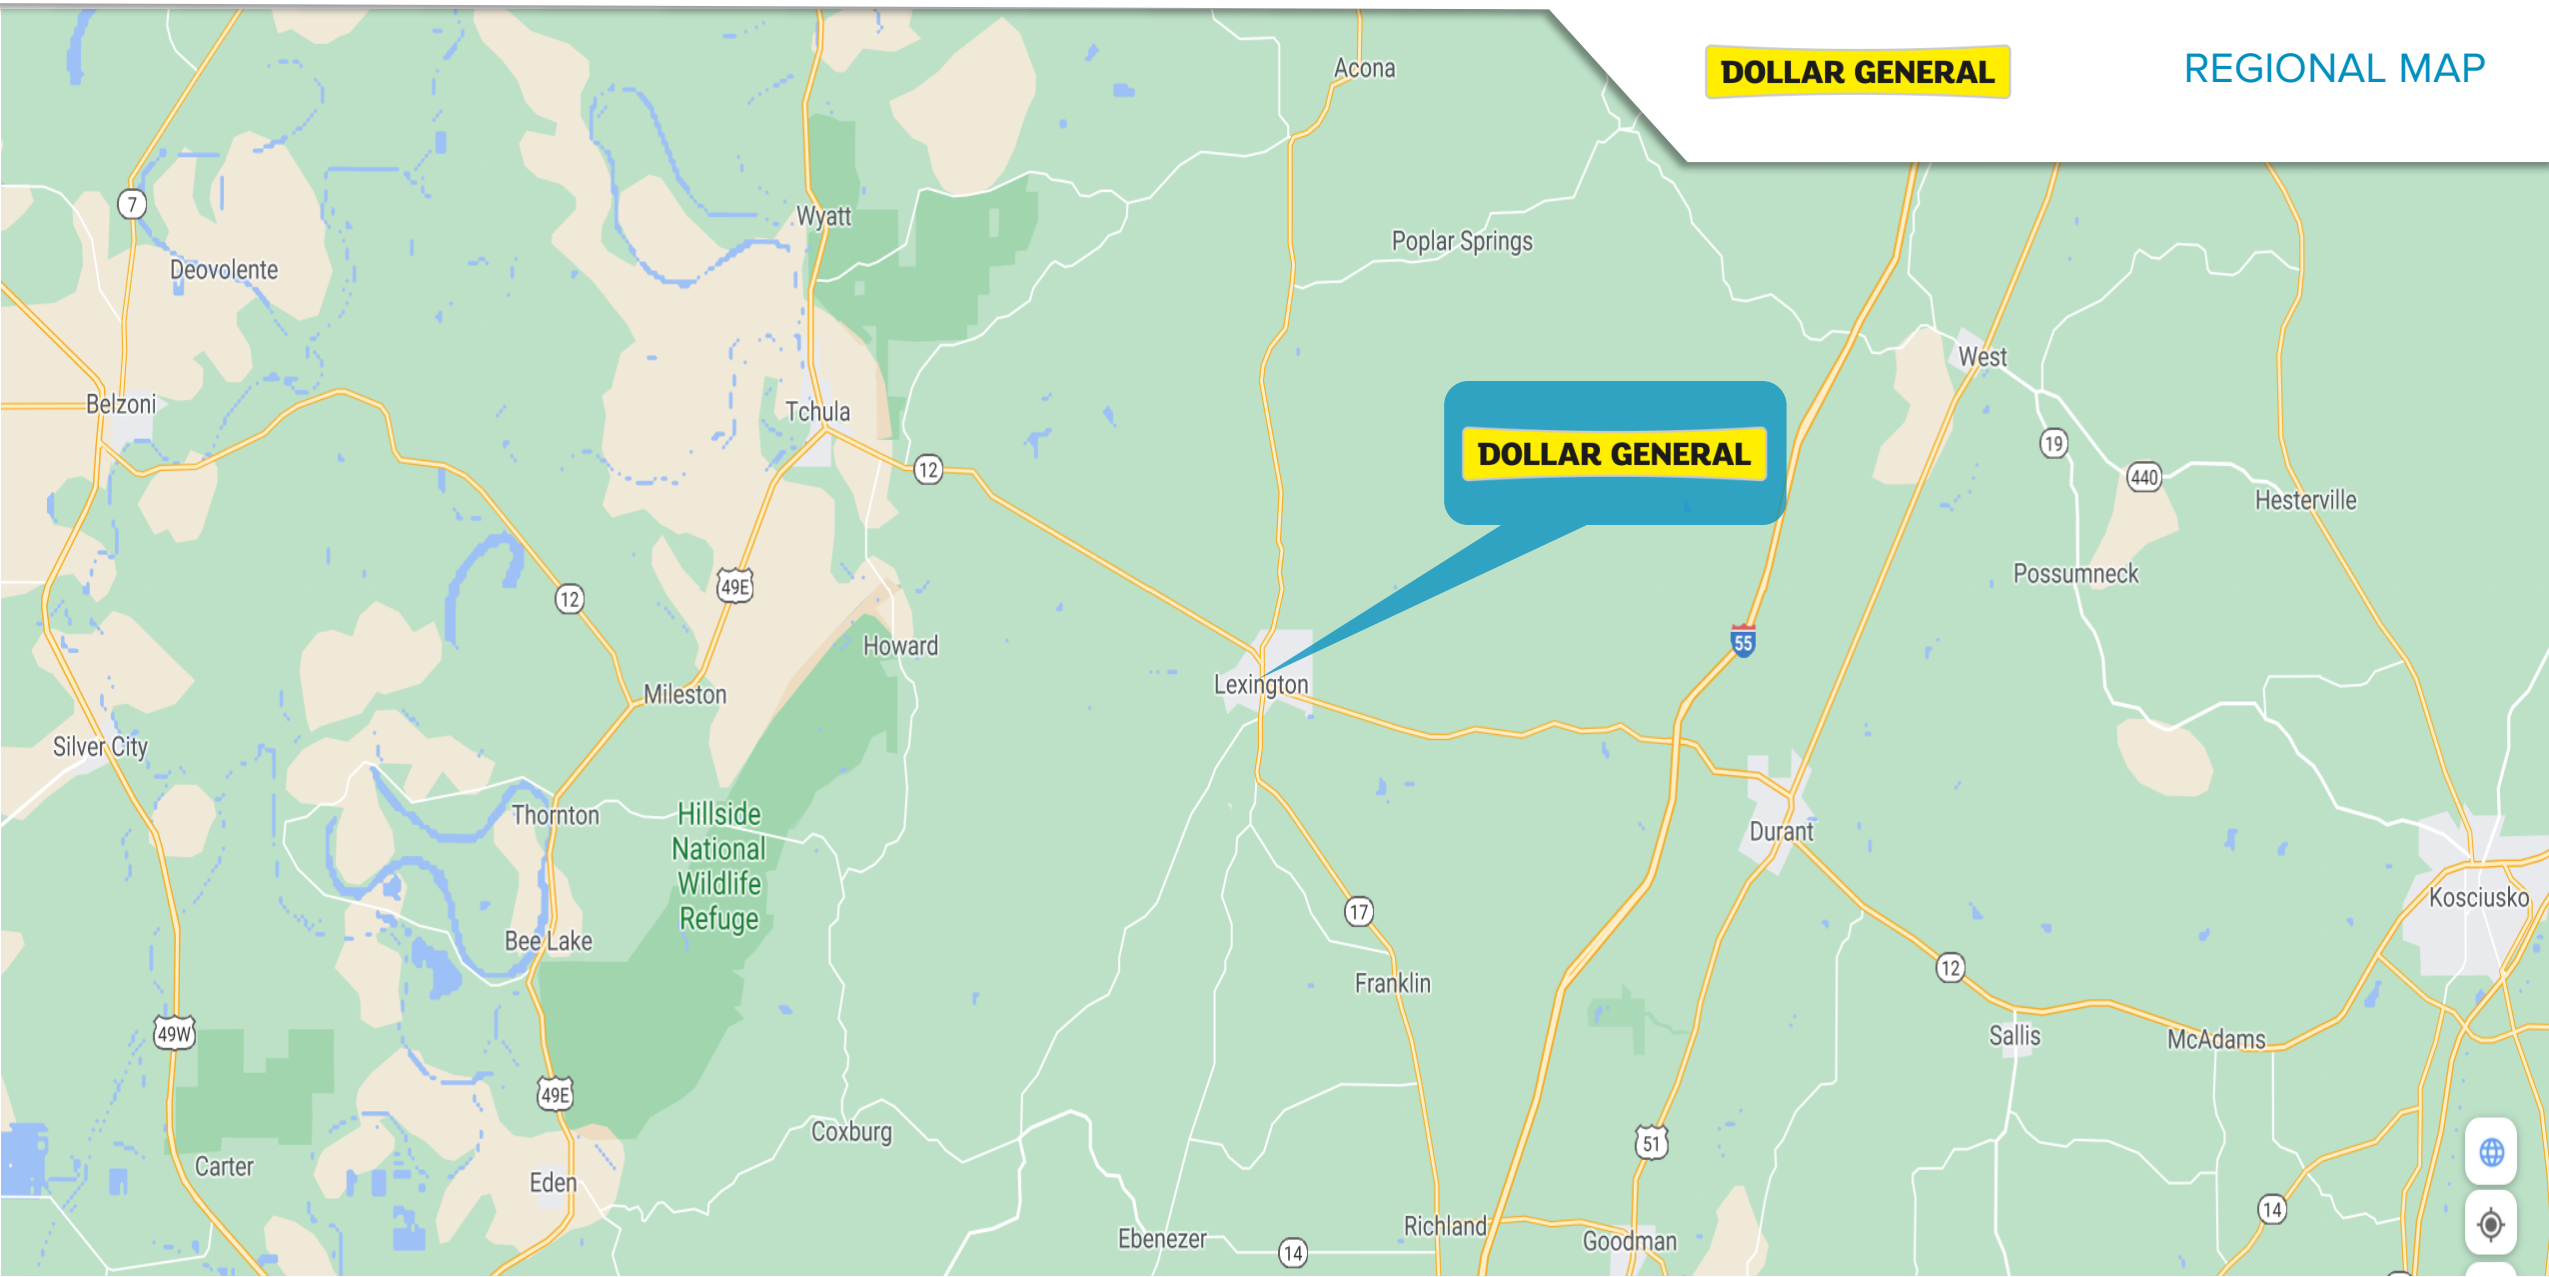 DOLLAR GENERAL
REGIONAL MAP
Acona
7
Wyatt
Poplar Springs
Deovolente
West
Belzoni
Tchula
19
DOLLAR GENERAL
12
440
Hesterville
Possumneck
49E
12
55
Howard
Lexington
Mileston
Silver City
Thornton
Hillside
National
Wildlife
Refuge
Durant
Kosciusko
17
Bee Lake
Franklin
12
49W
Sallis
McAdams
49E
Coxburg
51
Carter
Eden
14
Richland
Ebenezer
14
Goodman